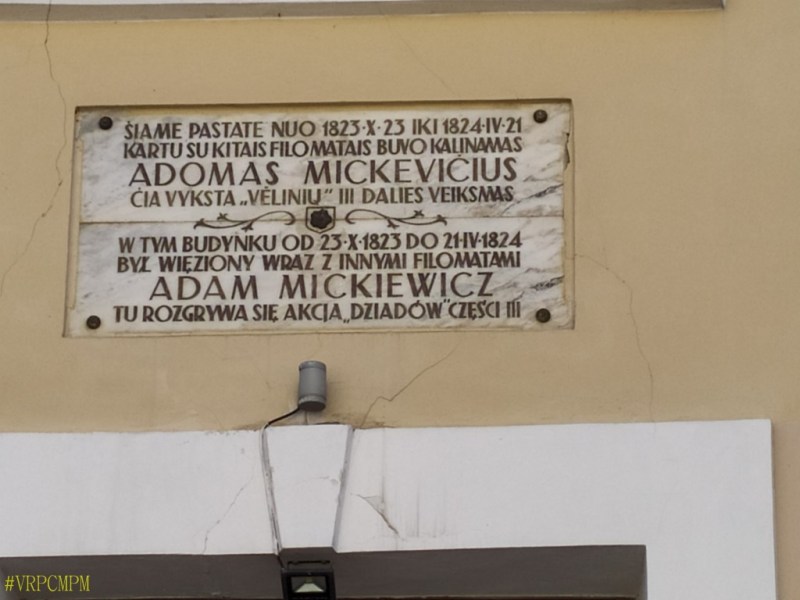 ŠIAME PASTATE NUO 1823·X·23 IKI 1824·IV·21
KARTU SU KITAIS FILOMATAIS BUVO KALINAMAS
ADOMAS MICKEVIČIUS
ČIA VYKSTA „VĖLINIŲ“ III DALIES VEIKSMAS
W TYM BUDYNKU OD 23·X·1823 DO 21·IV·1824
BYŁ WIĘZIONY WRAZ Z INNYMI FILOMATAMI
ADAM MICKIEWICZ
TU ROZGRYWA SIĘ AKCJA „DZIADÓW“ CZĘŚCI III
#VRPCMPM